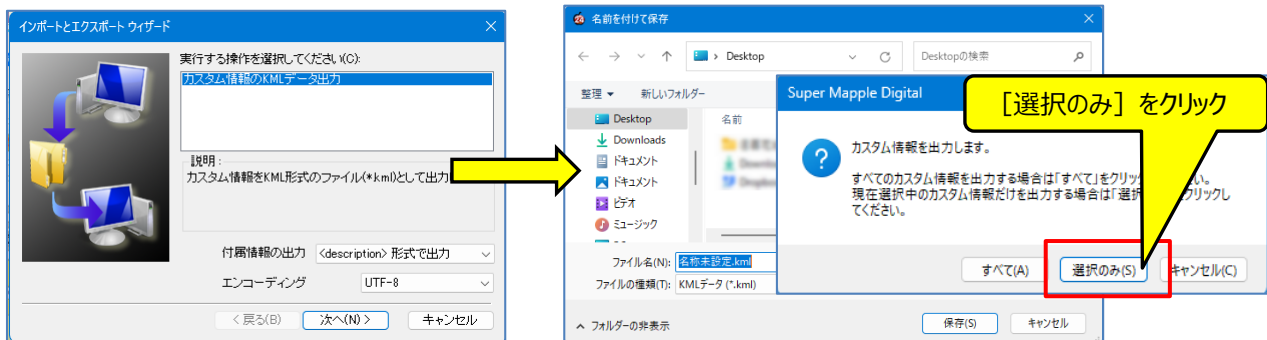 インポートとエクスポート ウィザード
実行する操作を選択してください(C):
カスタム情報のKMLデータ出力
説明:
カスタム情報をKML形式のファイル(*.kml)として出力
付属情報の出力 <description> 形式で出力
エンコーディング UTF-8
< 戻る(B) 次へ(N) > キャンセル
名前を付けて保存
Desktop Desktopの検索
整理 新しいフォルダー
Desktop
Downloads
ドキュメント
ドキュメント
ビデオ
ミュージック
名前
ファイル名(N): 名称未設定.kml
ファイルの種類(T): KMLデータ (*.kml)
フォルダーの非表示 保存(S) キャンセル
Super Mapple Digital
[選択のみ] をクリック
カスタム情報を出力します。
すべてのカスタム情報を出力する場合は「すべて」をクリッ い。
現在選択中のカスタム情報だけを出力する場合は「選択 クリックし
てください。
すべて(A) 選択のみ(S) キャンセル(C)